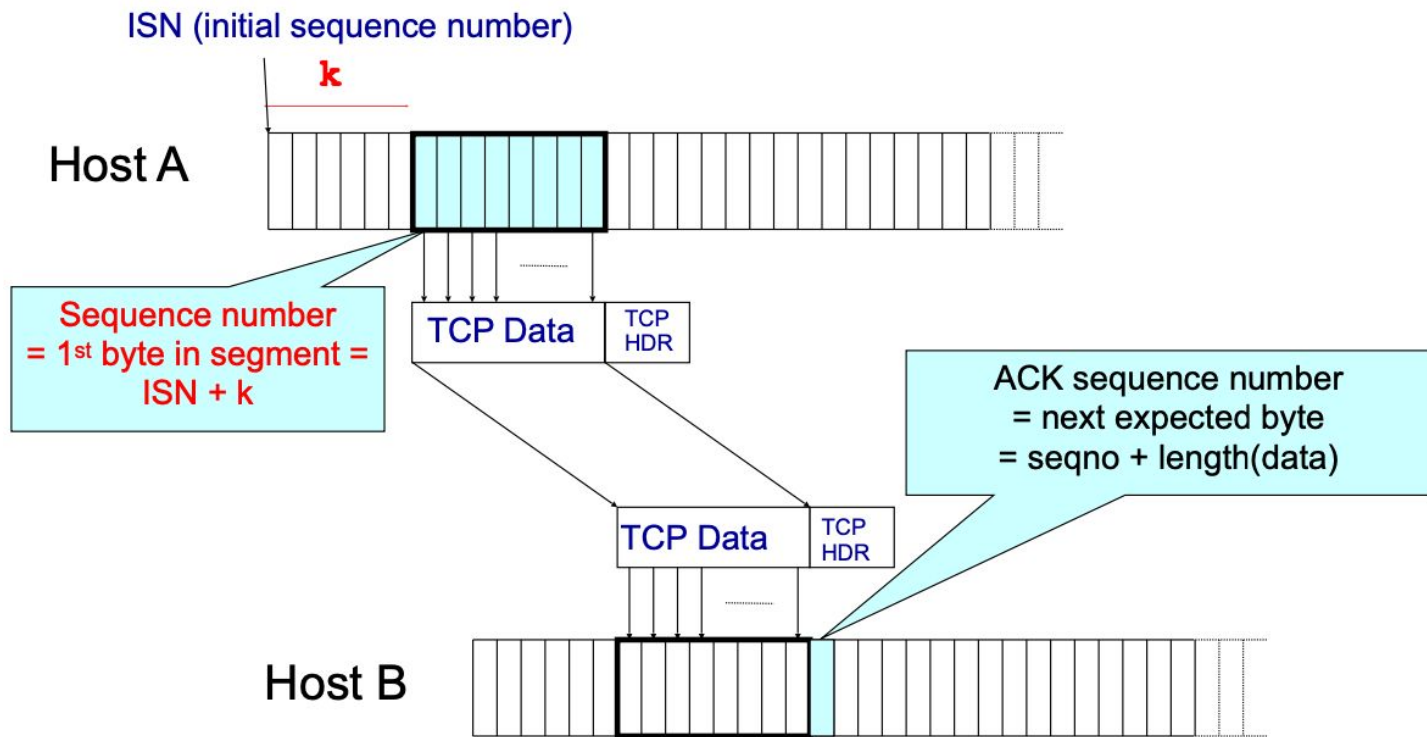 ISN (initial sequence number)
k
Host A
Sequence number
= 1st byte in segment =
ISN + k
TCP Data
TCP
HDR
ACK sequence number
= next expected byte
= seqno + length(data)
TCP Data
TCP
HDR
Host B